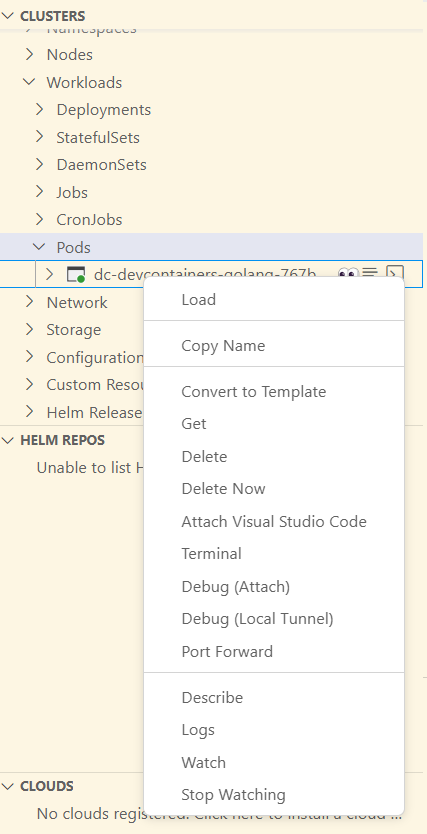 CLUSTERS
Namespaces
Nodes
Workloads
Deployments
StatefulSets
DaemonSets
Jobs
CronJobs
Pods
dc-devcontainers-golang-767b
Network
Storage
Configuration
Custom Resou
Helm Release
HELM REPOS
Unable to list H
Load
Copy Name
Convert to Template
Get
Delete
Delete Now
Attach Visual Studio Code
Terminal
Debug (Attach)
Debug (Local Tunnel)
Port Forward
Describe
Logs
Watch
Stop Watching
CLOUDS
No clouds registered. Click here to install a cloud ...